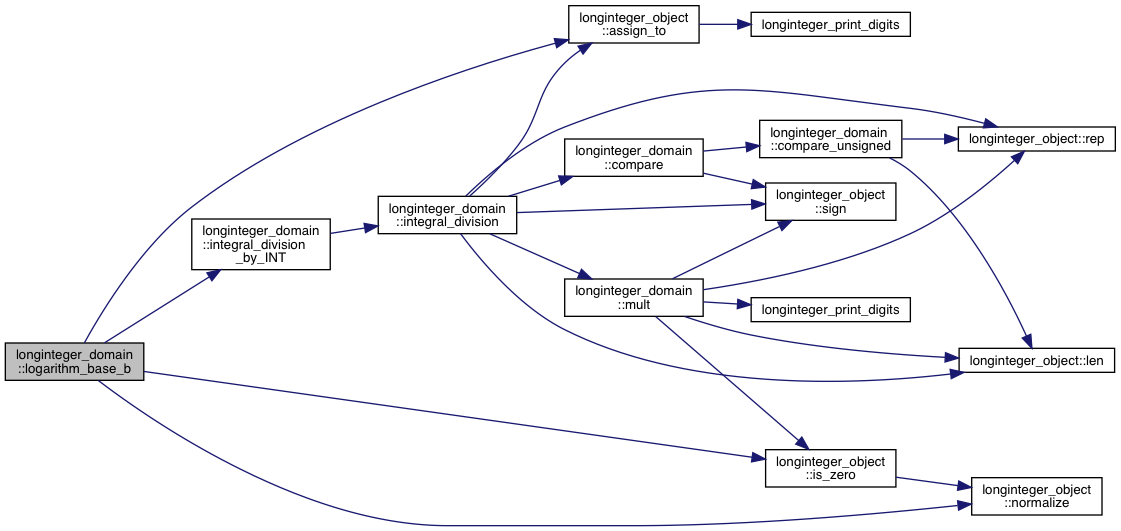 longinteger_object
::assign_to
longinteger_print_digits
longinteger_domain
::compare_unsigned
longinteger_object::rep
longinteger_domain
::compare
longinteger_object
::sign
longinteger_domain
::integral_division
longinteger_domain
::integral_division
_by_INT
longinteger_domain
::mult
longinteger_print_digits
longinteger_domain
::logarithm_base_b
longinteger_object::len
longinteger_object
::is_zero
longinteger_object
::normalize